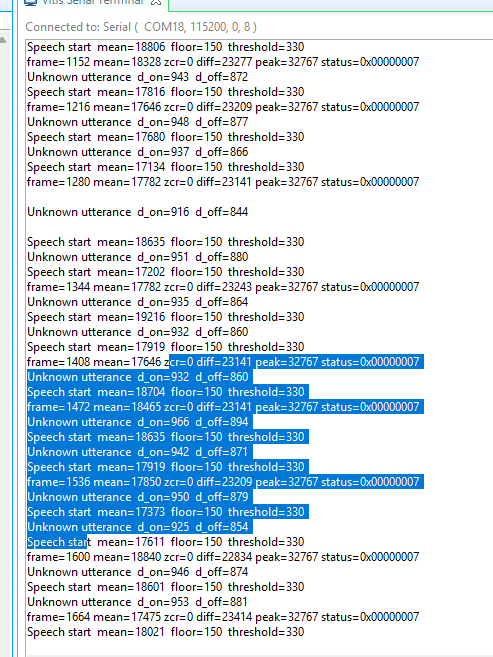 Vitis Serial Terminal
Connected to: Serial ( COM18, 115200, 0, 8 )
Speech start mean=18806 floor=150 threshold=330
frame=1152 mean=18328 zcr=0 diff=23277 peak=32767 status=0x00000007
Unknown utterance d_on=943 d_off=872
Speech start mean=17816 floor=150 threshold=330
frame=1216 mean=17646 zcr=0 diff=23209 peak=32767 status=0x00000007
Unknown utterance d_on=948 d_off=877
Speech start mean=17680 floor=150 threshold=330
Unknown utterance d_on=937 d_off=866
Speech start mean=17134 floor=150 threshold=330
frame=1280 mean=17782 zcr=0 diff=23141 peak=32767 status=0x00000007
Unknown utterance d_on=916 d_off=844
Speech start mean=18635 floor=150 threshold=330
Unknown utterance d_on=951 d_off=880
Speech start mean=17202 floor=150 threshold=330
frame=1344 mean=17782 zcr=0 diff=23243 peak=32767 status=0x00000007
Unknown utterance d_on=935 d_off=864
Speech start mean=19216 floor=150 threshold=330
Unknown utterance d_on=932 d_off=860
Speech start mean=17919 floor=150 threshold=330
frame=1408 mean=17646 zcr=0 diff=23141 peak=32767 status=0x00000007
Unknown utterance d_on=932 d_off=860
Speech start mean=18704 floor=150 threshold=330
frame=1472 mean=18465 zcr=0 diff=23141 peak=32767 status=0x00000007
Unknown utterance d_on=966 d_off=894
Speech start mean=18635 floor=150 threshold=330
Unknown utterance d_on=942 d_off=871
Speech start mean=17919 floor=150 threshold=330
frame=1536 mean=17850 zcr=0 diff=23209 peak=32767 status=0x00000007
Unknown utterance d_on=950 d_off=879
Speech start mean=17373 floor=150 threshold=330
Unknown utterance d_on=925 d_off=854
Speech start mean=17611 floor=150 threshold=330
frame=1600 mean=18840 zcr=0 diff=22834 peak=32767 status=0x00000007
Unknown utterance d_on=946 d_off=874
Speech start mean=18601 floor=150 threshold=330
Unknown utterance d_on=953 d_off=881
frame=1664 mean=17475 zcr=0 diff=23414 peak=32767 status=0x00000007
Speech start mean=18021 floor=150 threshold=330